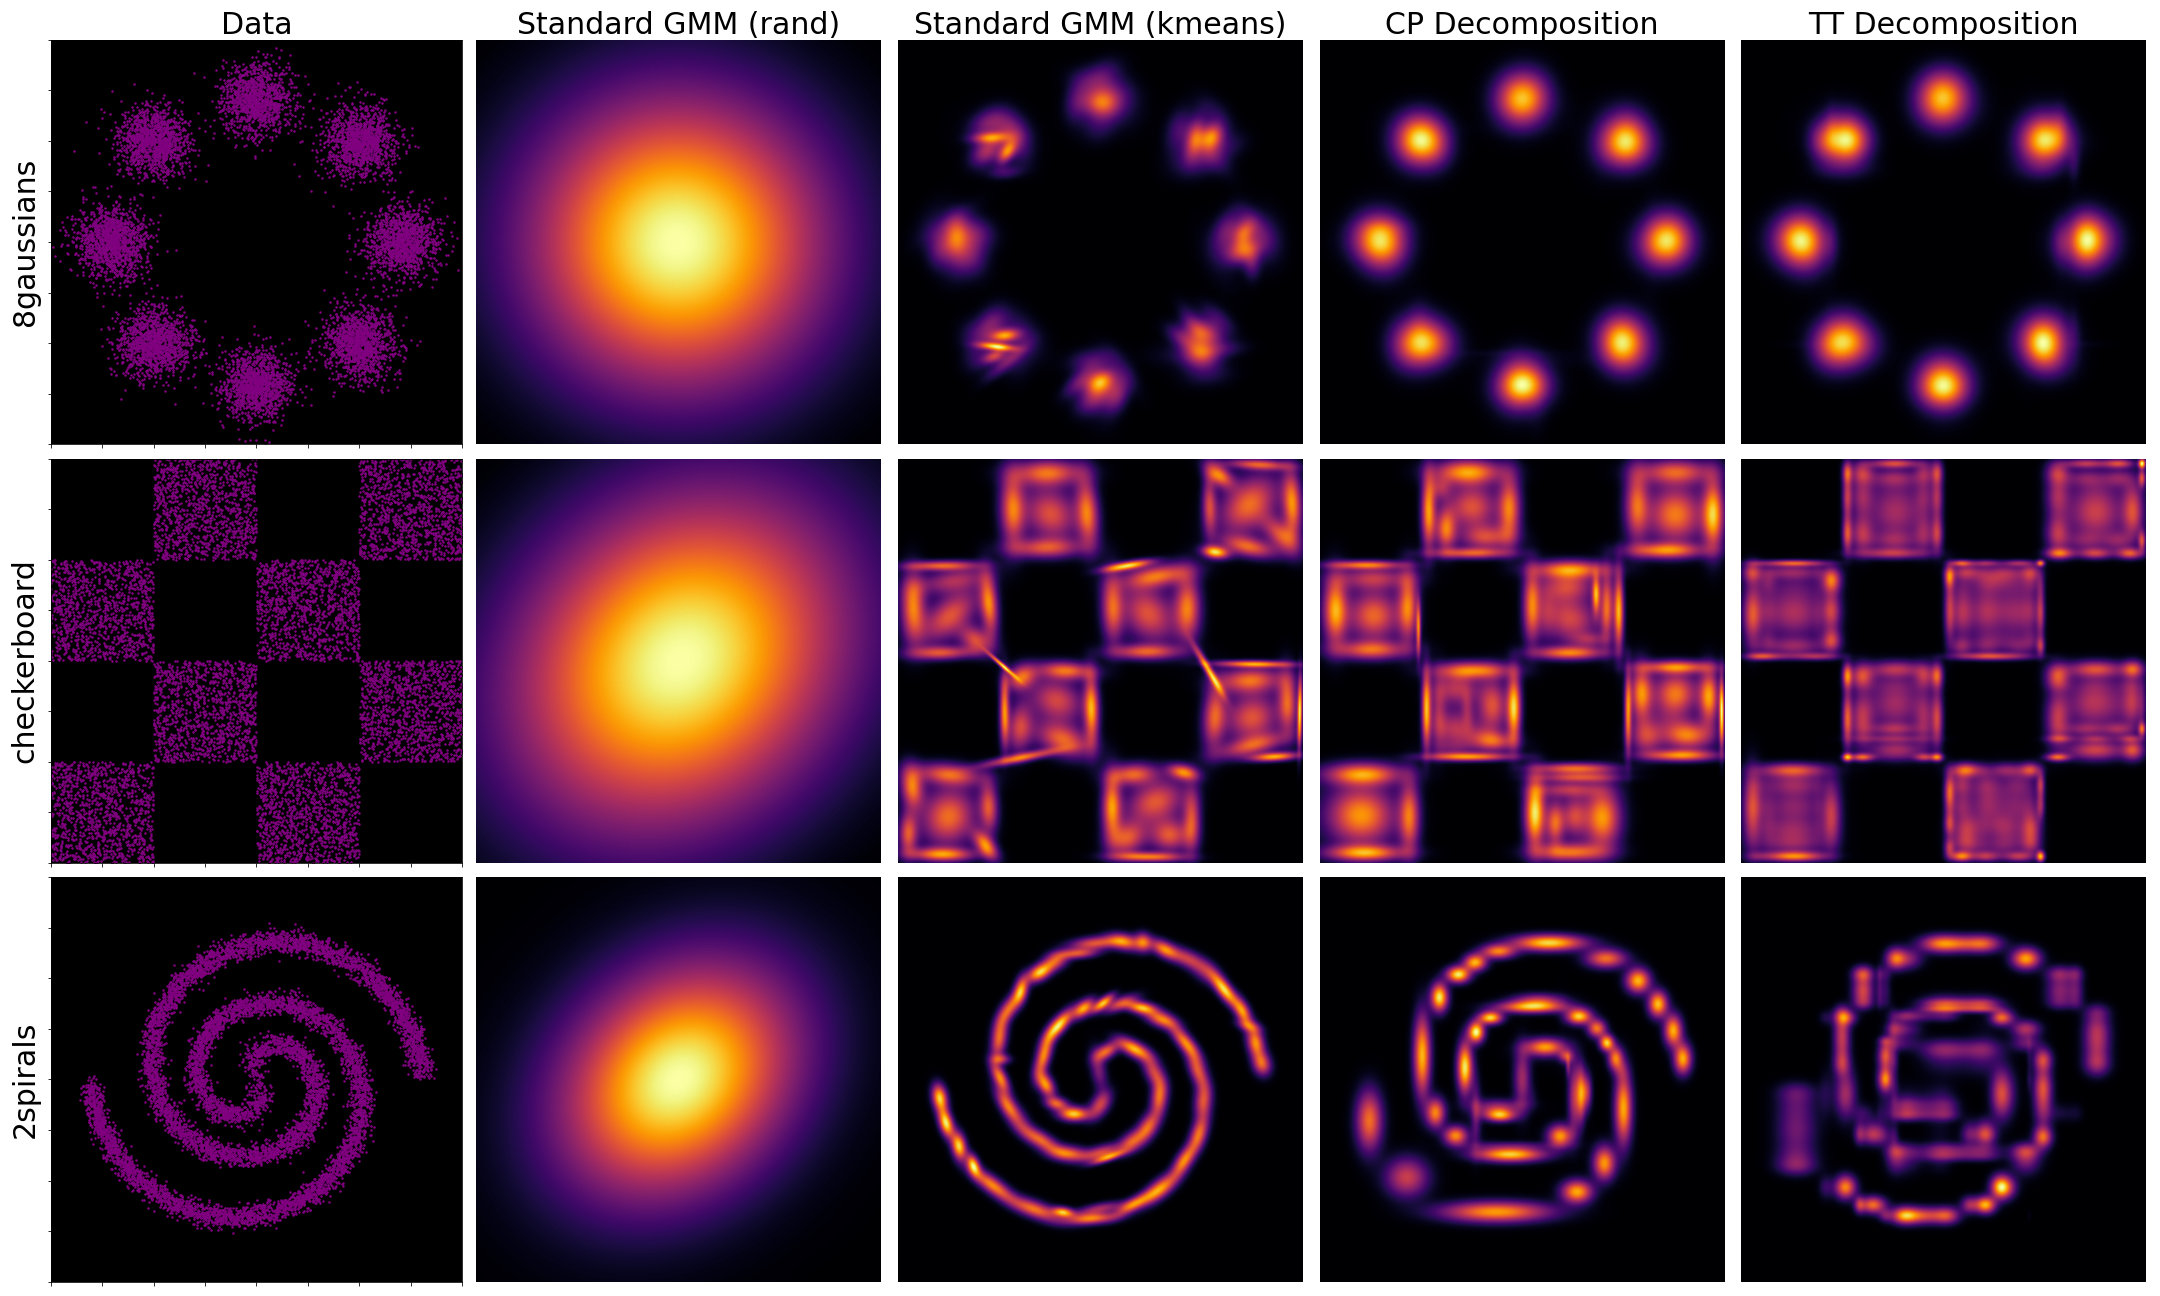 Data
Standard GMM (rand)
Standard GMM (kmeans)
CP Decomposition
TT Decomposition
8gaussians
checkerboard
2spirals